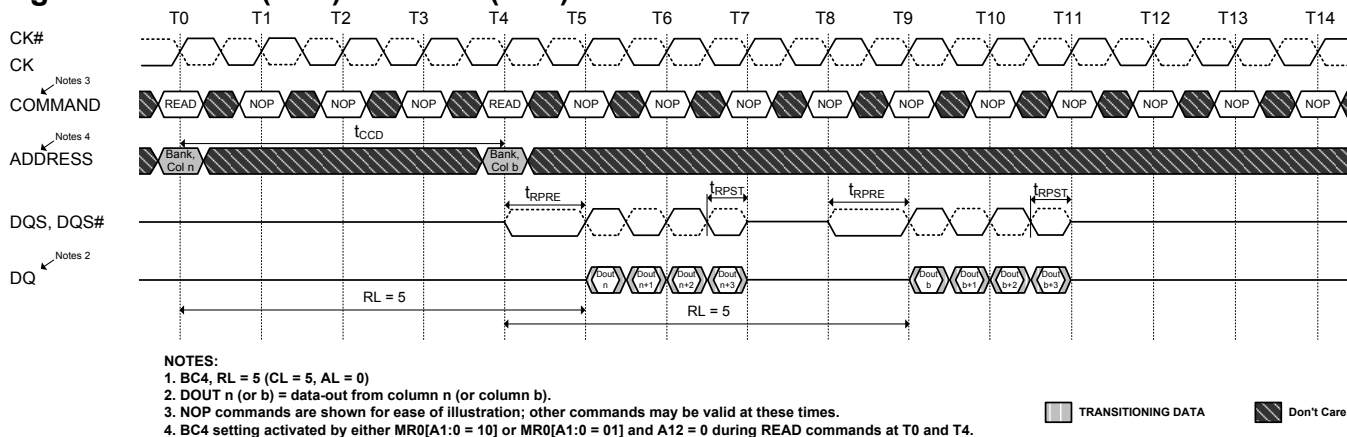 T0 T1 T2 T3 T4 T5 T6 T7 T8 T9 T10 T11 T12 T13 T14
CK#
CK
Notes 3
COMMAND READ NOP NOP NOP READ NOP NOP NOP NOP NOP NOP NOP NOP NOP NOP
tCCD
Notes 4
ADDRESS Bank, Col n Bank, Col b
tRPRE tRPST tRPRE tRPST
DQS, DQS#
Notes 2
DQ Dout n Dout n+1 Dout n+2 Dout n+3 Dout b Dout b+1 Dout b+2 Dout b+3
RL = 5
RL = 5
NOTES:
1. BC4, RL = 5 (CL = 5, AL = 0)
2. DOUT n (or b) = data-out from column n (or column b).
3. NOP commands are shown for ease of illustration; other commands may be valid at these times.
4. BC4 setting activated by either MR0[A1:0 = 10] or MR0[A1:0 = 01] and A12 = 0 during READ commands at T0 and T4.
TRANSITIONING DATA Don't Care